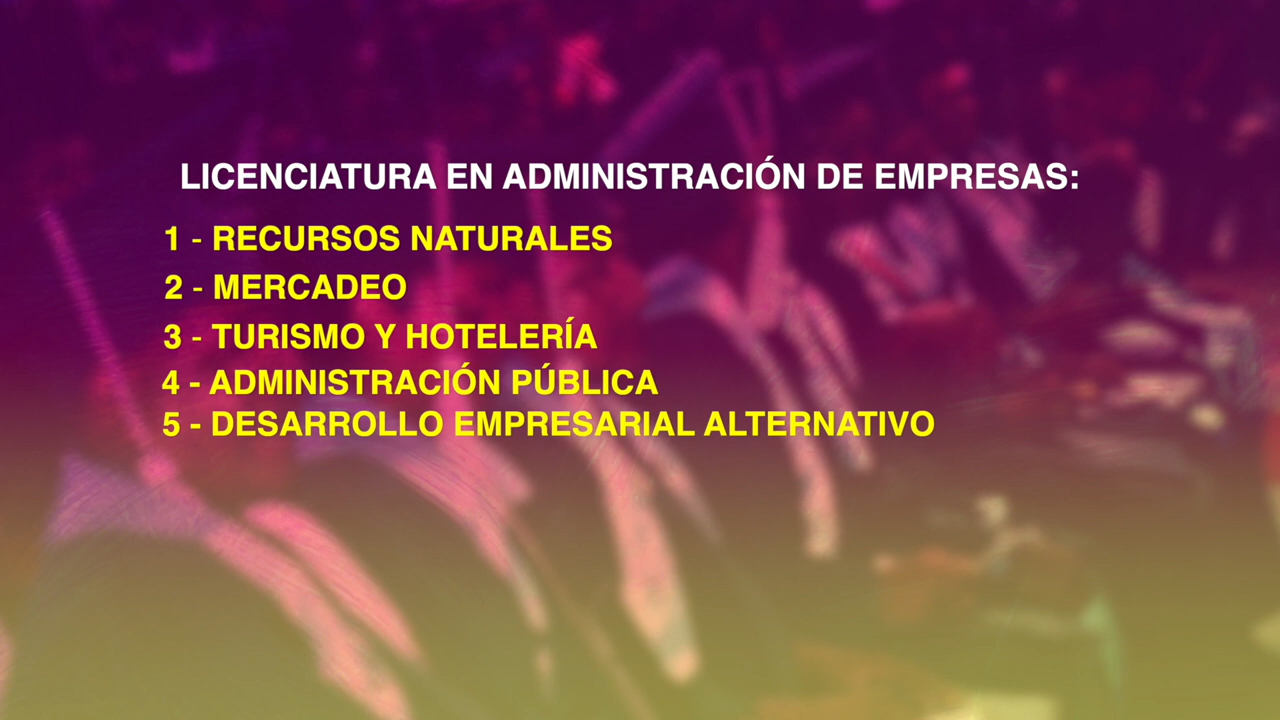 LICENCIATURA EN ADMINISTRACIÓN DE EMPRESAS:
1 - RECURSOS NATURALES
2 - MERCADEO
3 - TURISMO Y HOTELERÍA
4 - ADMINISTRACIÓN PÚBLICA
5 - DESARROLLO EMPRESARIAL ALTERNATIVO